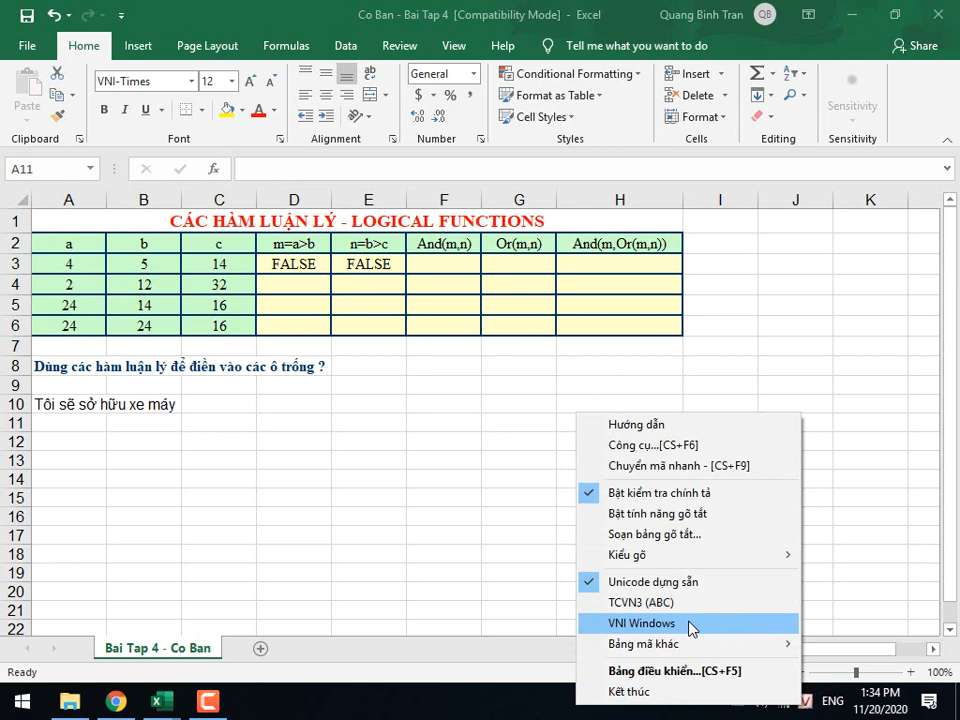 Co Ban - Bai Tap 4 [Compatibility Mode] - Excel
Quang Binh Tran
QB
File Home Insert Page Layout Formulas Data Review View Help Tell me what you want to do Share
VNI-Times 12 General Conditional Formatting Insert
Paste B I U $ % Format as Table Delete Sensitivity
Cell Styles Format
Clipboard Font Alignment Number Styles Cells Editing Sensitivity
A11 fx
A B C D E F G H I J K
1 CÁC HÀM LUẬN LÝ - LOGICAL FUNCTIONS
2 a b c m=a>b n=b>c And(m,n) Or(m,n) And(m,Or(m,n))
3 4 5 14 FALSE FALSE
4 2 12 32
5 24 14 16
6 24 24 16
7
8 Dùng các hàm luận lý để điền vào các ô trống ?
9
10 Tôi sẽ sở hữu xe máy
11
12
13
14
15
16
17
18
19
20
21
22
Hướng dẫn
Công cụ...[CS+F6]
Chuyển mã nhanh - [CS+F9]
Bật kiểm tra chính tả
Bật tính năng gõ tắt
Soạn bảng gõ tắt...
Kiểu gõ
Unicode dựng sẵn
TCVN3 (ABC)
VNI Windows
Bảng mã khác
Bảng điều khiển...[CS+F5]
Kết thúc
Bai Tap 4 - Co Ban
Ready 100%
V ENG 1:34 PM
11/20/2020